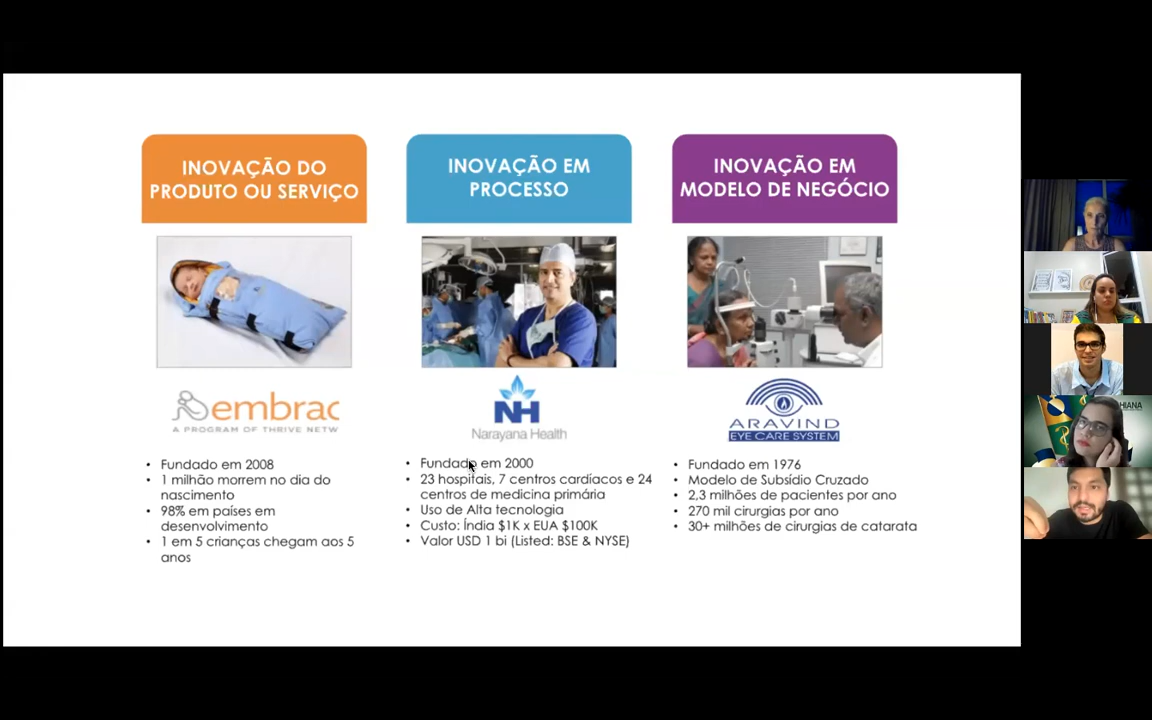 INOVAÇÃO DO
PRODUTO OU SERVIÇO
embrac
A PROGRAM OF THRIVE NETW
• Fundado em 2008
• 1 milhão morrem no dia do
nascimento
• 98% em países em
desenvolvimento
• 1 em 5 crianças chegam aos 5
anos
INOVAÇÃO EM
PROCESSO
NH
Narayana Health
• Fundado em 2000
• 23 hospitais, 7 centros cardíacos e 24
centros de medicina primária
• Uso de Alta tecnologia
• Custo: Índia $1K x EUA $100K
• Valor USD 1 bi (Listed: BSE & NYSE)
INOVAÇÃO EM
MODELO DE NEGÓCIO
ARAVIND
EYE CARE SYSTEM
• Fundado em 1976
• Modelo de Subsídio Cruzado
• 2,3 milhões de pacientes por ano
• 270 mil cirurgias por ano
• 30+ milhões de cirurgias de catarata